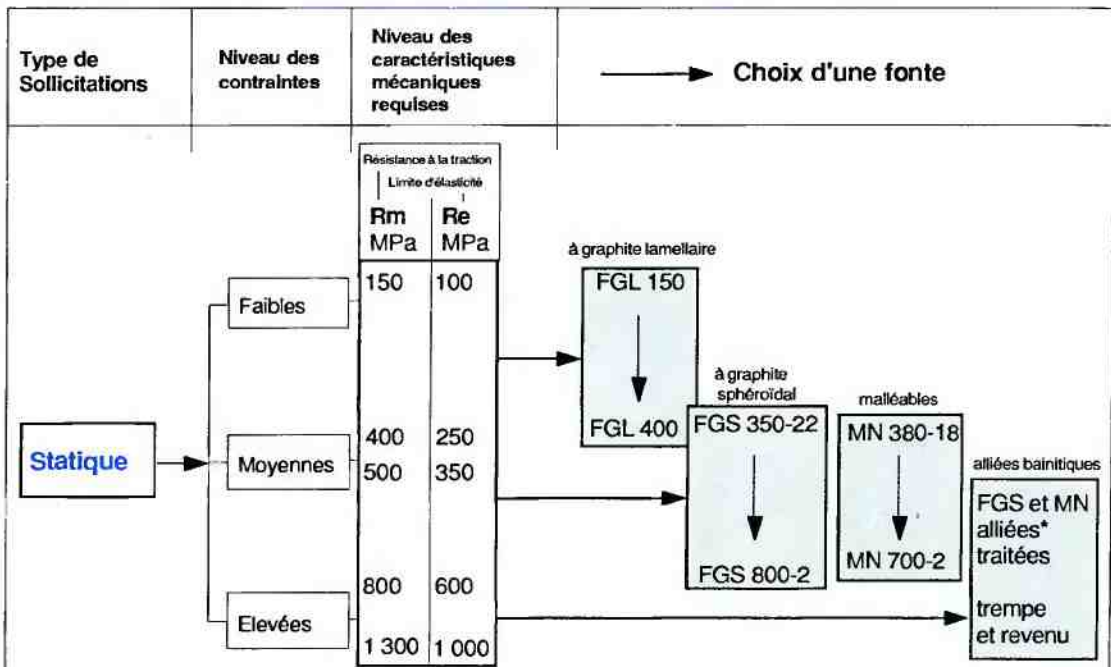 Type de
Sollicitations
Niveau des
contraintes
Niveau des
caractéristiques
mécaniques
requises
Choix d'une fonte
Résistance à la traction
Limite d'élasticité
Rm Re
MPa MPa
à graphite lamellaire
150 100
FGL 150
Faibles
à graphite
sphéroïdal
malléables
400 250
FGL 400
FGS 350-22
MN 380-18
Statique
Moyennes
500 350
alliées bainitiques
FGS et MN
alliées*
traitées
MN 700-2
FGS 800-2
800 600
trempe
et revenu
Elevées
1 300 1 000